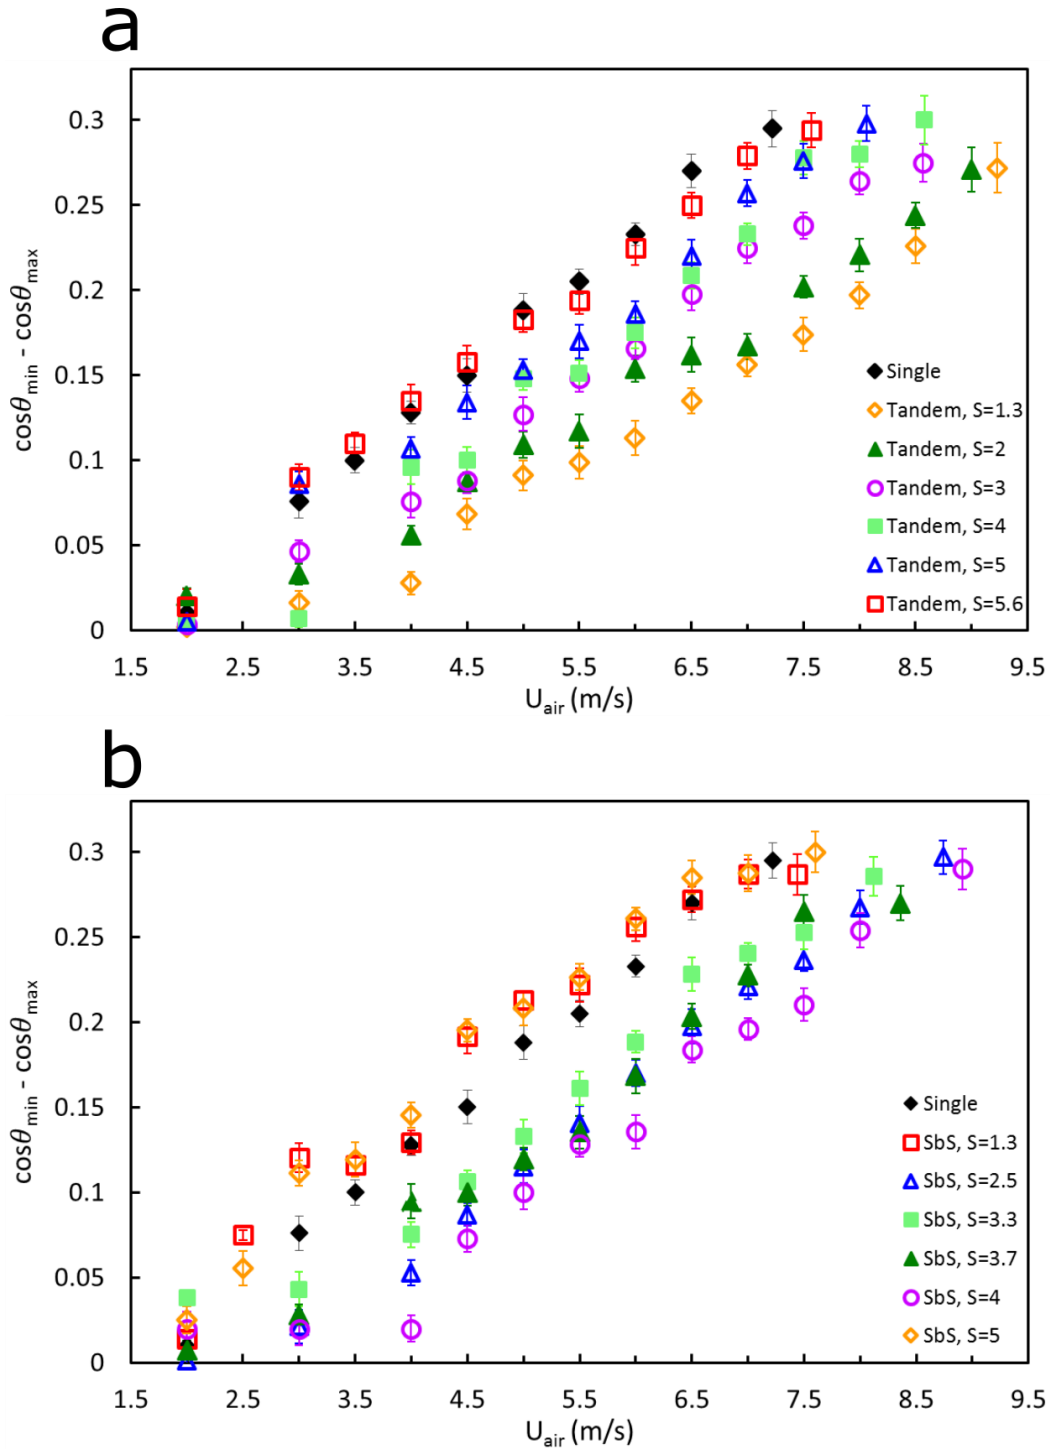 a
0.3
0.25
0.2
0.15
0.1
0.05
0
cosθmin - cosθmax
Single
Tandem, S=1.3
Tandem, S=2
Tandem, S=3
Tandem, S=4
Tandem, S=5
Tandem, S=5.6
1.5 2.5 3.5 4.5 5.5 6.5 7.5 8.5 9.5
Uair (m/s)
b
0.3
0.25
0.2
0.15
0.1
0.05
0
cosθmin - cosθmax
Single
SbS, S=1.3
SbS, S=2.5
SbS, S=3.3
SbS, S=3.7
SbS, S=4
SbS, S=5
1.5 2.5 3.5 4.5 5.5 6.5 7.5 8.5 9.5
Uair (m/s)